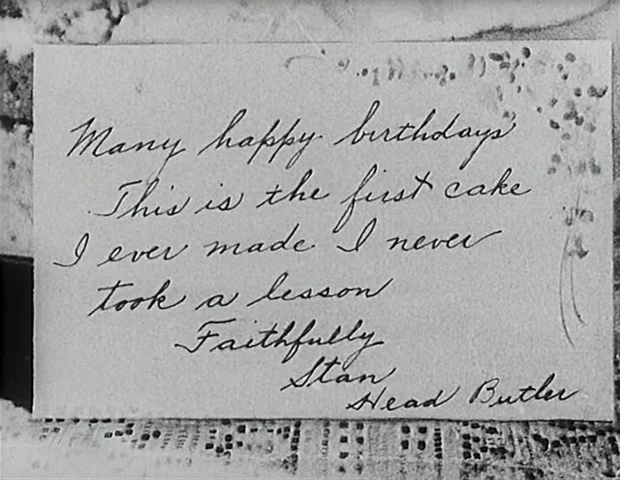 Many happy birthdays
This is the first cake
I ever made I never
took a lesson
Faithfully
Stan
Head Butler